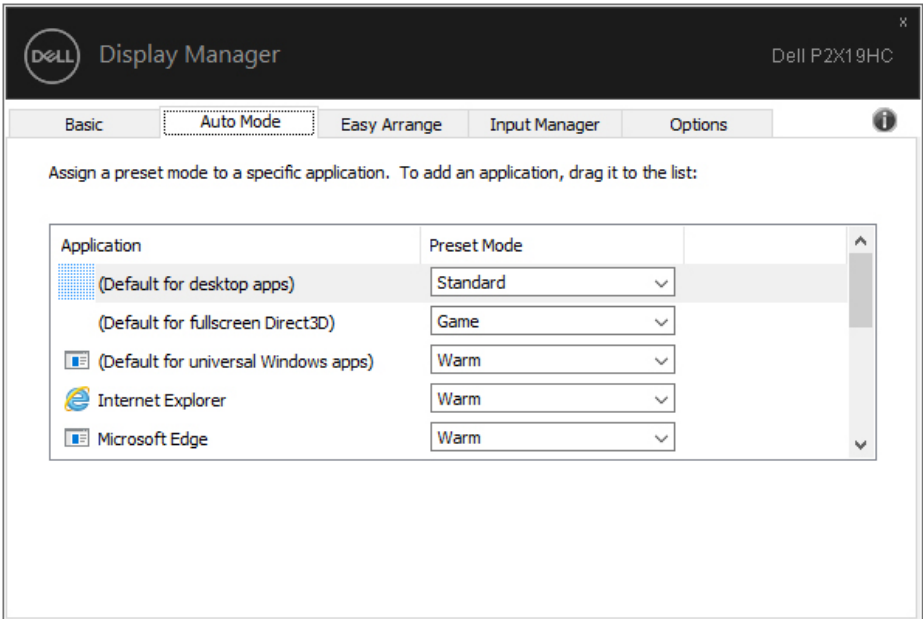 x
DELL Display Manager Dell P2X19HC
Basic Auto Mode Easy Arrange Input Manager Options i
Assign a preset mode to a specific application. To add an application, drag it to the list:
Application Preset Mode
(Default for desktop apps) Standard
(Default for fullscreen Direct3D) Game
(Default for universal Windows apps) Warm
Internet Explorer Warm
Microsoft Edge Warm